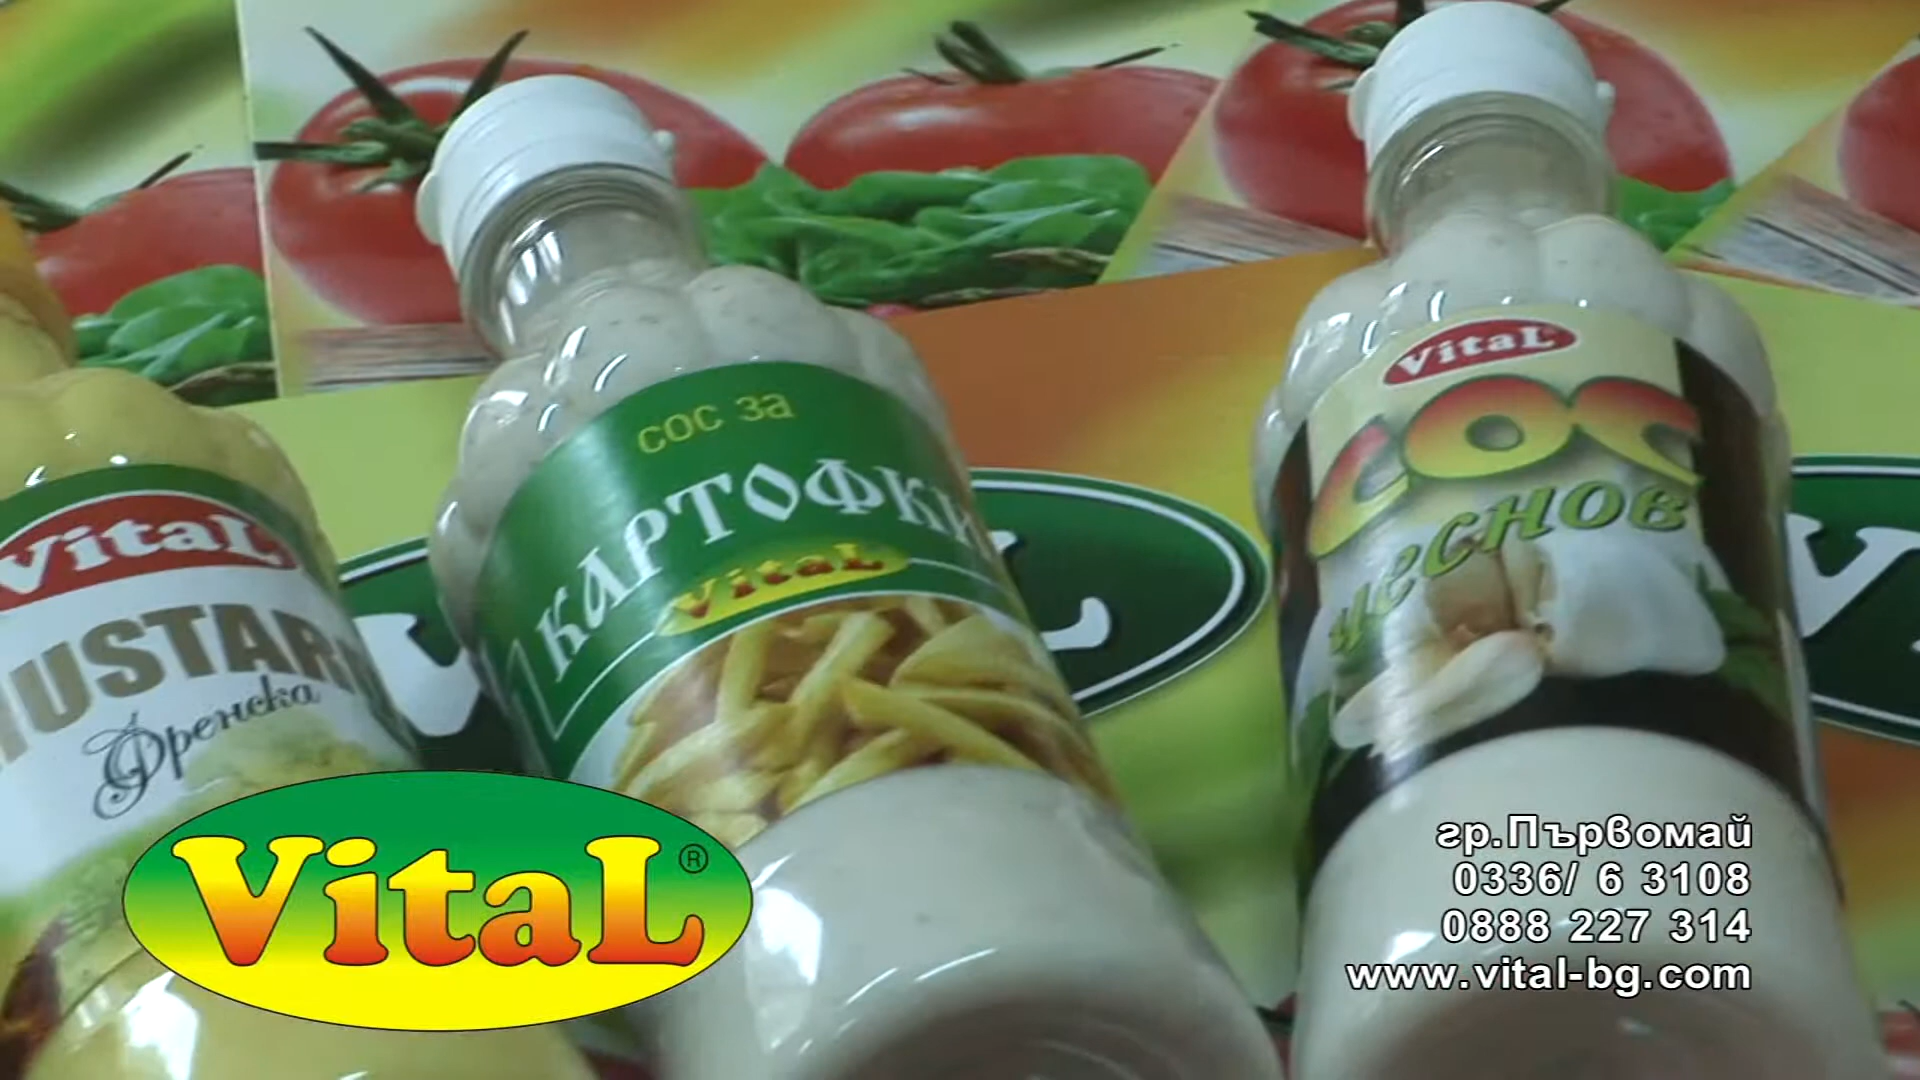 VitaL
MUSTARD
Френска
сос за
КАРТОФКИ
VitaL
VitaL
сос
чеснов
VitaL®
гр.Първомай
0336/ 6 3108
0888 227 314
www.vital-bg.com